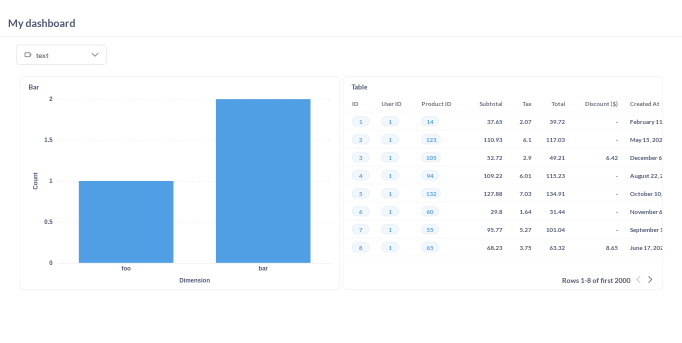 My dashboard
text
Bar
2
1.5
1
0.5
0
Count
foo bar
Dimension
Table
ID User ID Product ID Subtotal Tax Total Discount ($) Created At
1 1 14 37.65 2.07 39.72 - February 11
2 1 123 110.93 6.1 117.03 - May 15, 202
3 1 105 52.72 2.9 49.21 6.42 December 6
4 1 94 109.22 6.01 115.23 - August 22, 2
5 1 132 127.88 7.03 134.91 - October 10,
6 1 60 29.8 1.64 31.44 - November 6
7 1 55 95.77 5.27 101.04 - September 1
8 1 65 68.23 3.75 63.32 8.65 June 17, 202
Rows 1-8 of first 2000